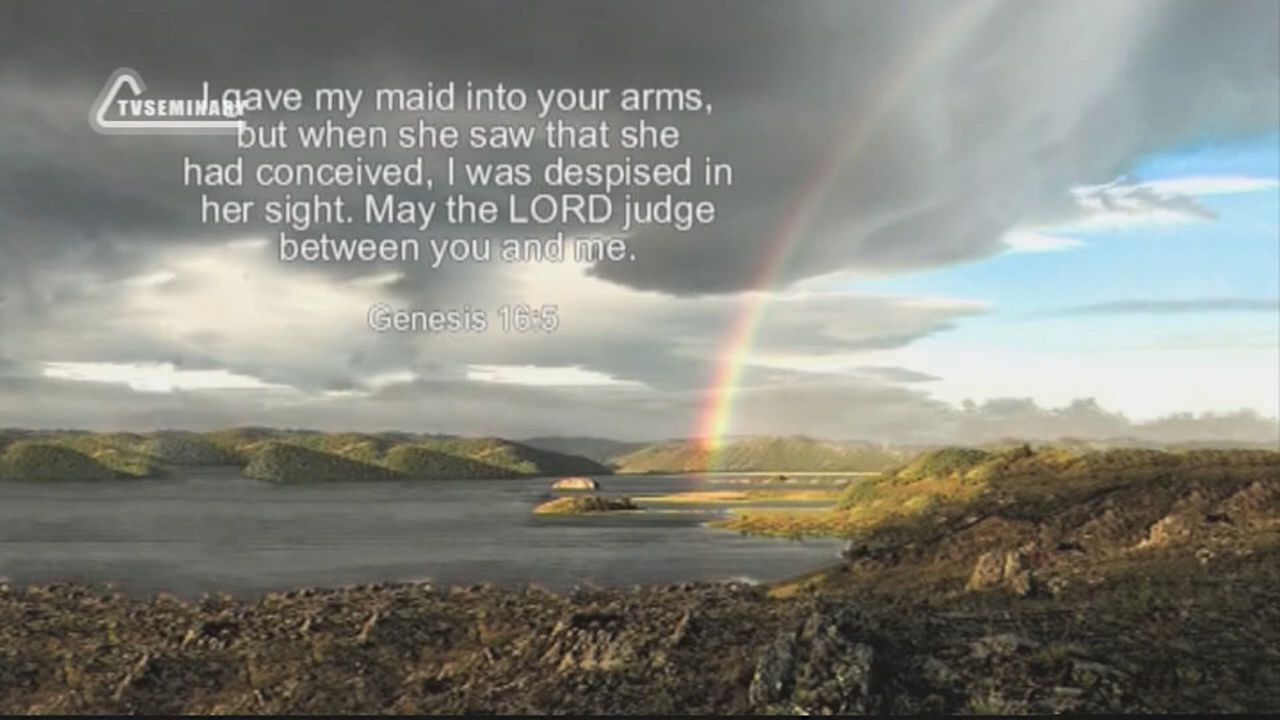 TVSEMINARY
I gave my maid into your arms,
but when she saw that she
had conceived, I was despised in
her sight. May the LORD judge
between you and me.
Genesis 16:5